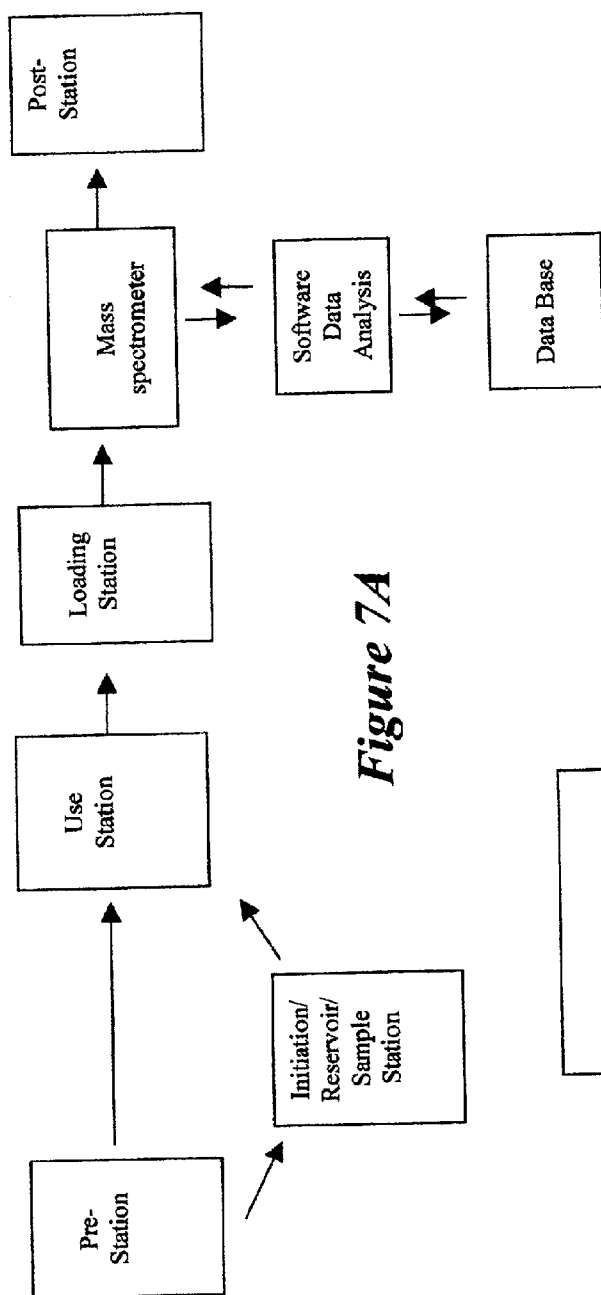 Pre-
Station
Initiation/
Reservoir/
Sample
Station
Use
Station
Loading
Station
Mass
spectrometer
Post-
Station
Software
Data
Analysis
Data Base
Figure 7A